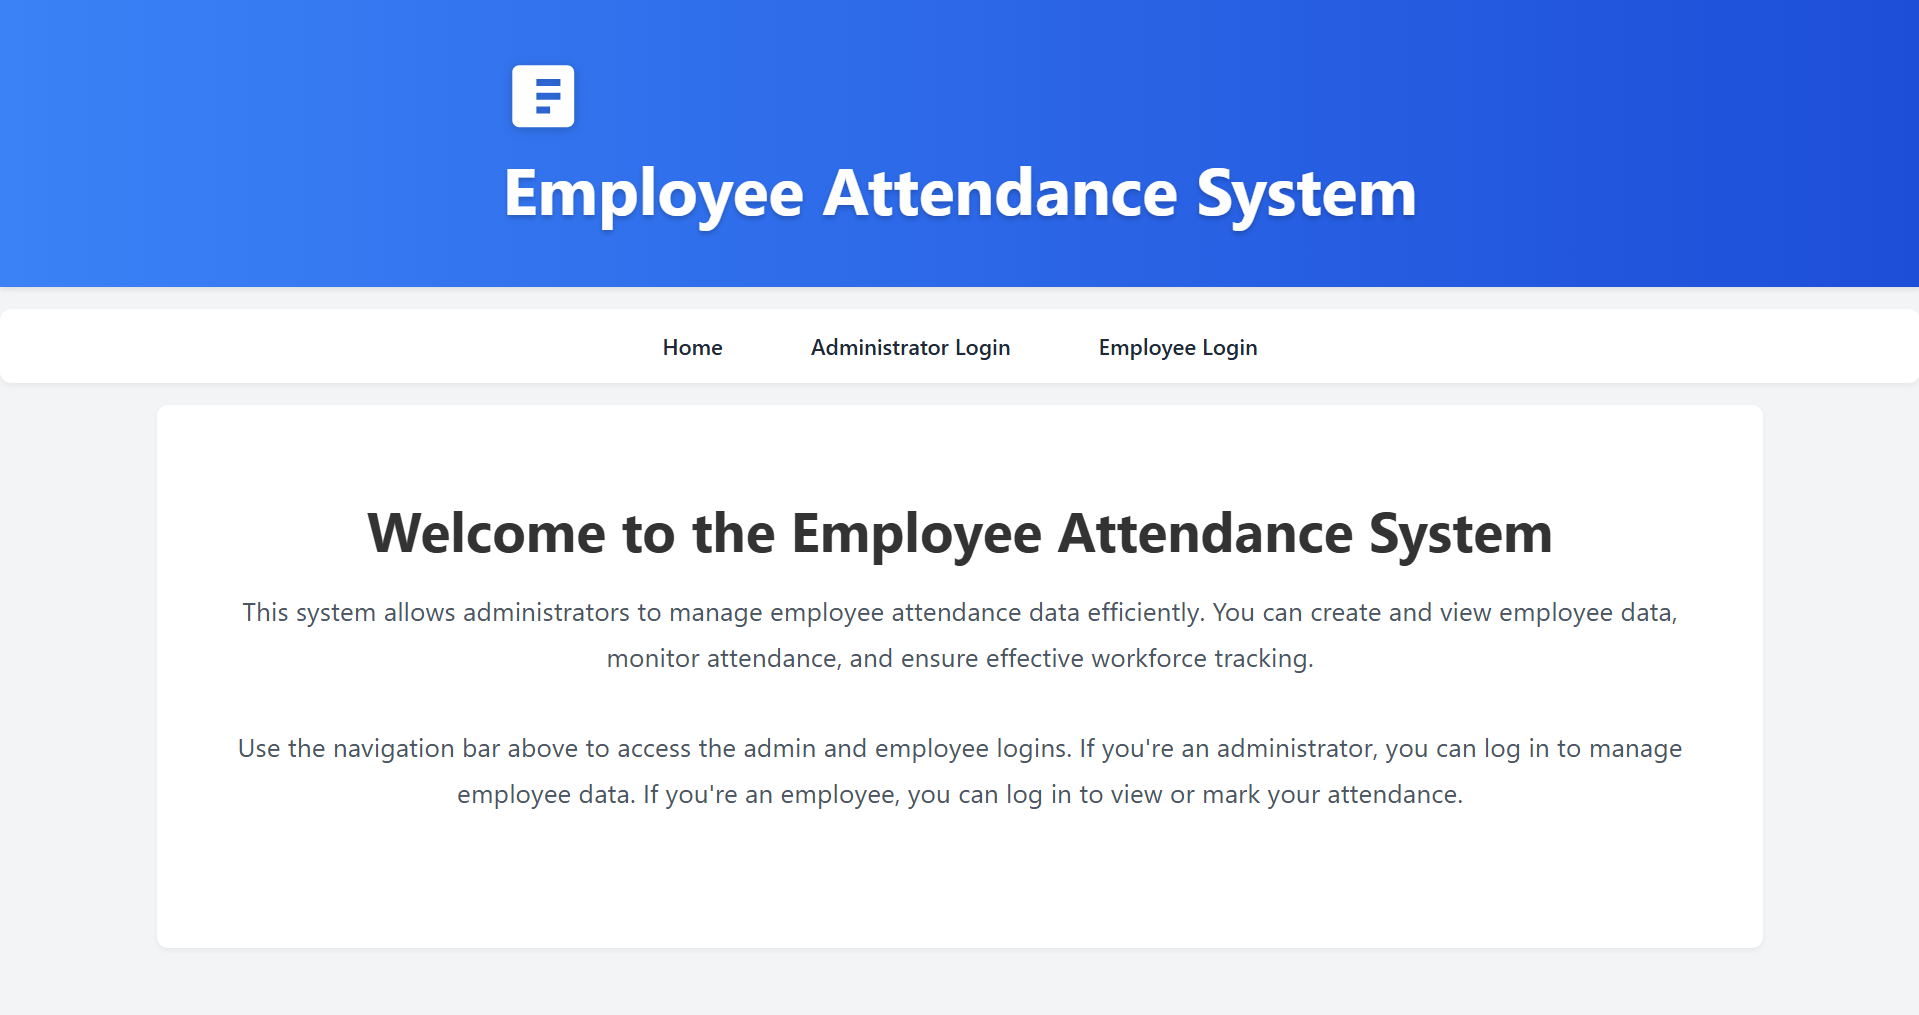 Employee Attendance System
Home Administrator Login Employee Login
Welcome to the Employee Attendance System
This system allows administrators to manage employee attendance data efficiently. You can create and view employee data,
monitor attendance, and ensure effective workforce tracking.
Use the navigation bar above to access the admin and employee logins. If you're an administrator, you can log in to manage
employee data. If you're an employee, you can log in to view or mark your attendance.